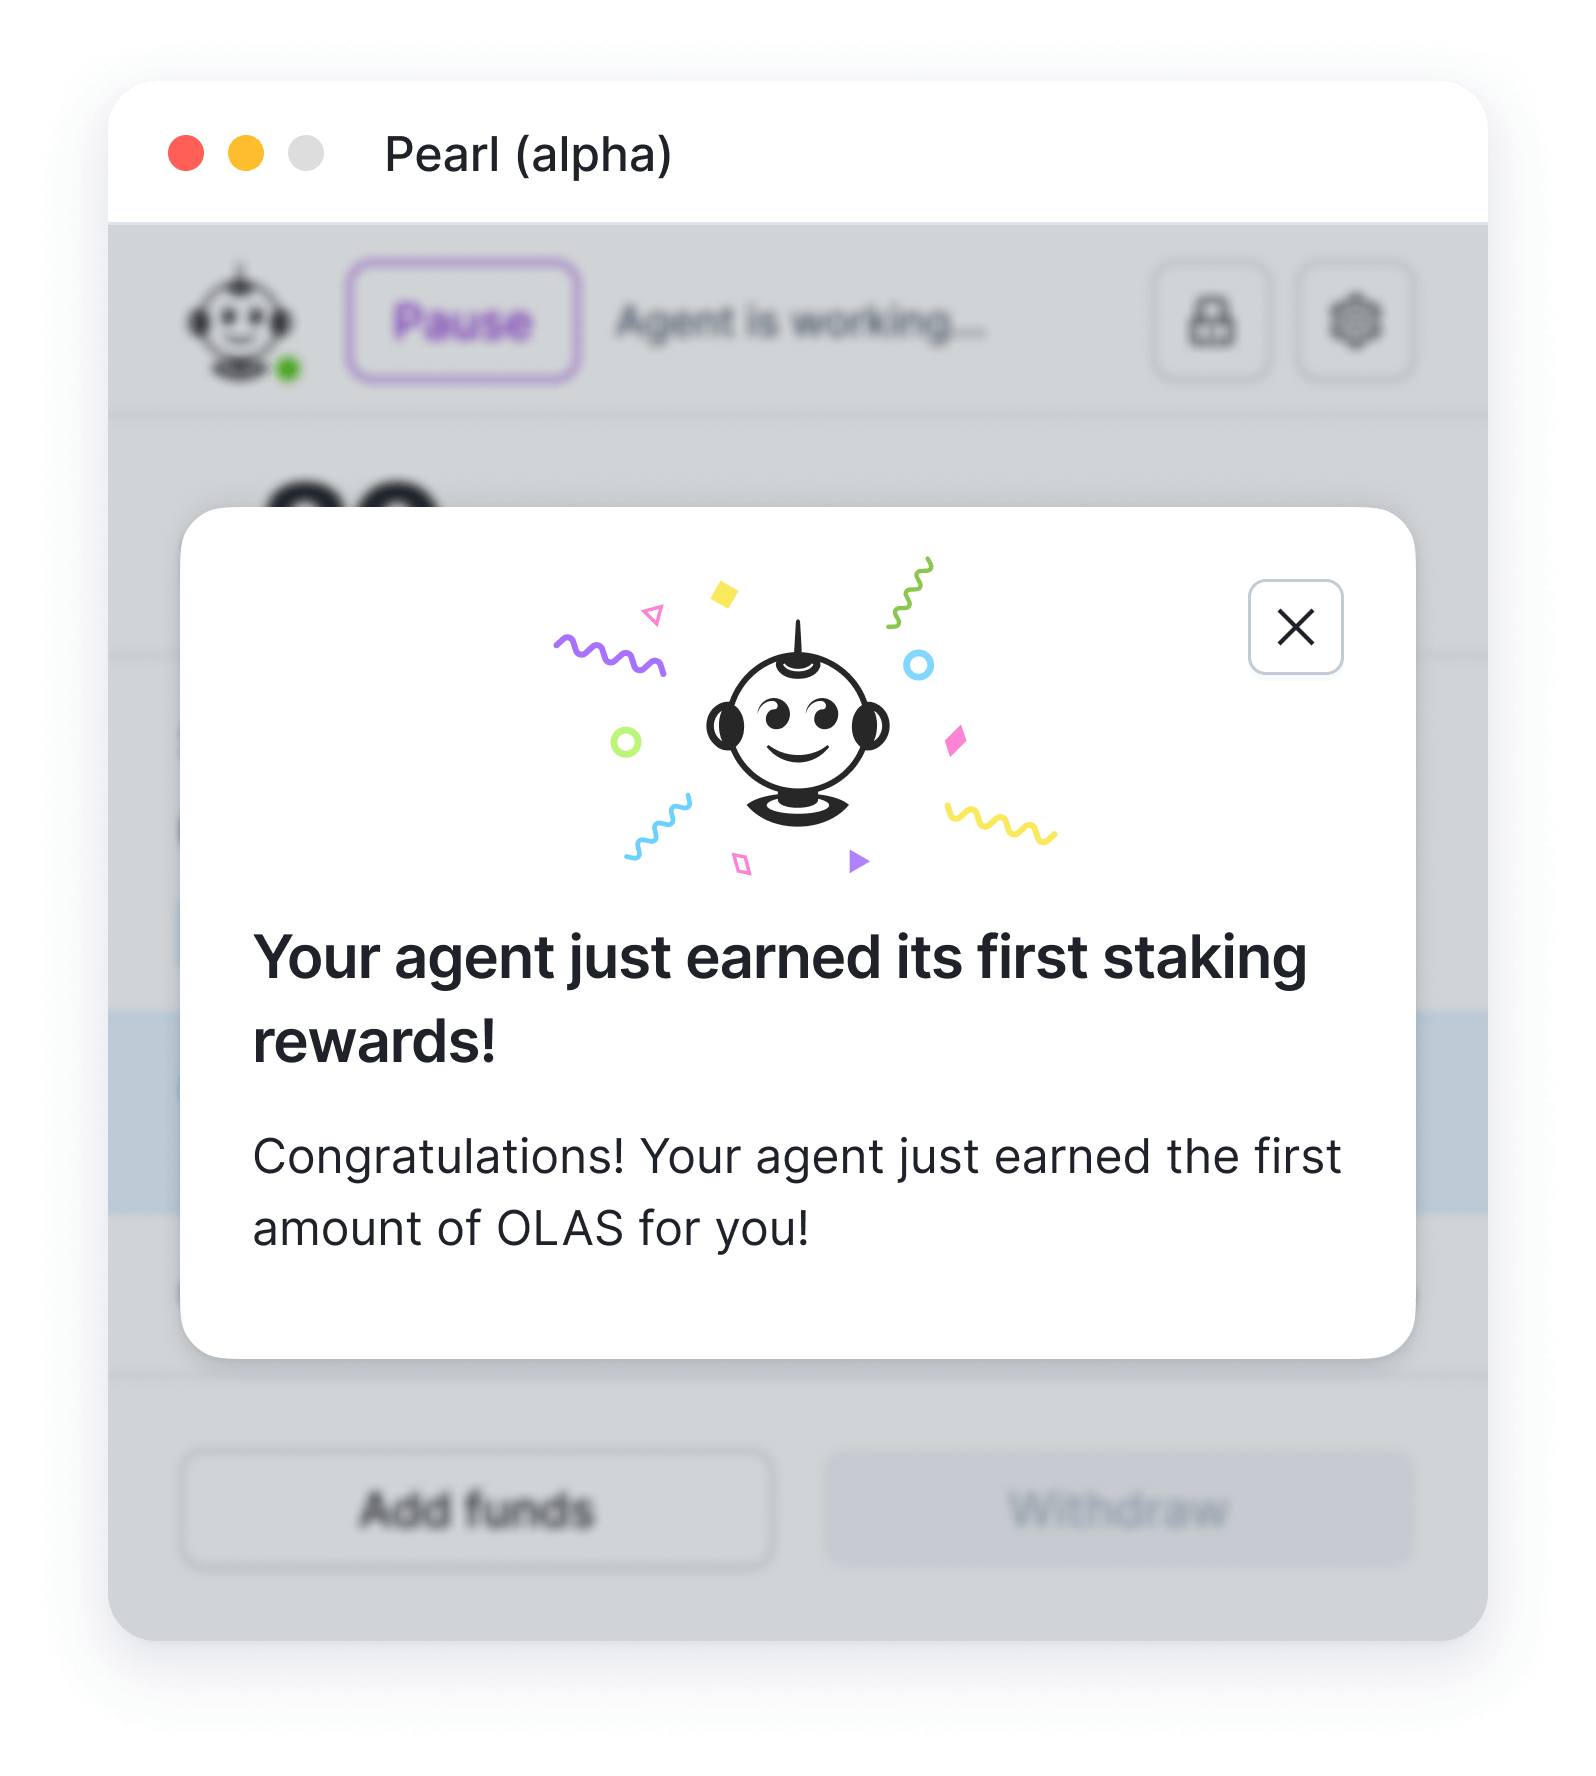 Pearl (alpha)
Pause
Agent is working...
Your agent just earned its first staking
rewards!
Congratulations! Your agent just earned the first
amount of OLAS for you!
Add funds
Withdraw